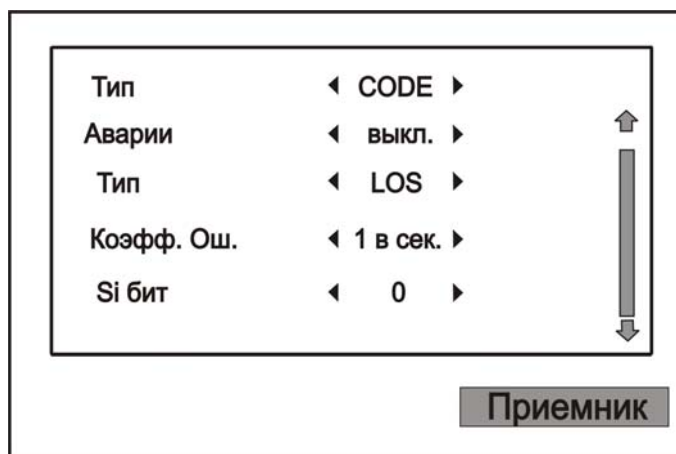 Тип CODE
Аварии выкл.
Тип LOS
Коэфф. Ош. 1 в сек.
Si бит 0
Приемник